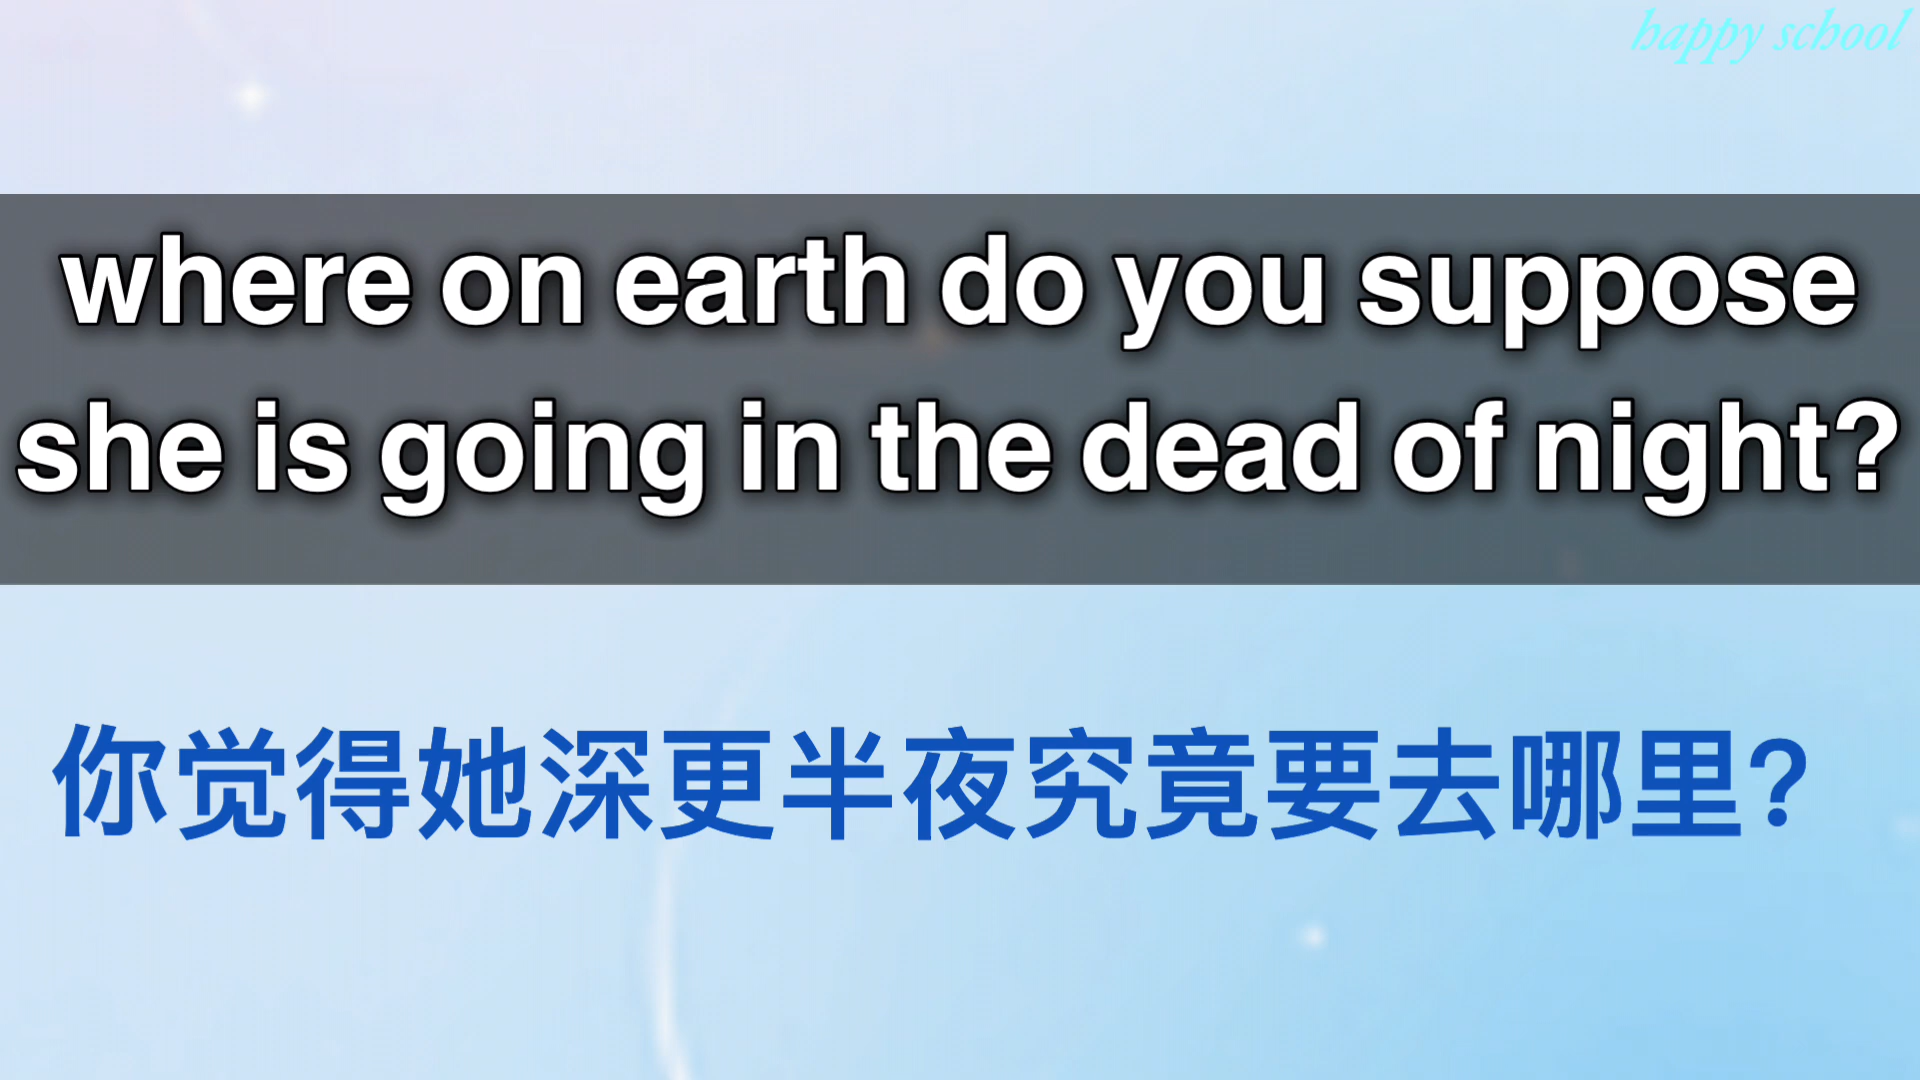 happy school
where on earth do you suppose
she is going in the dead of night?
你觉得她深更半夜究竟要去哪里？